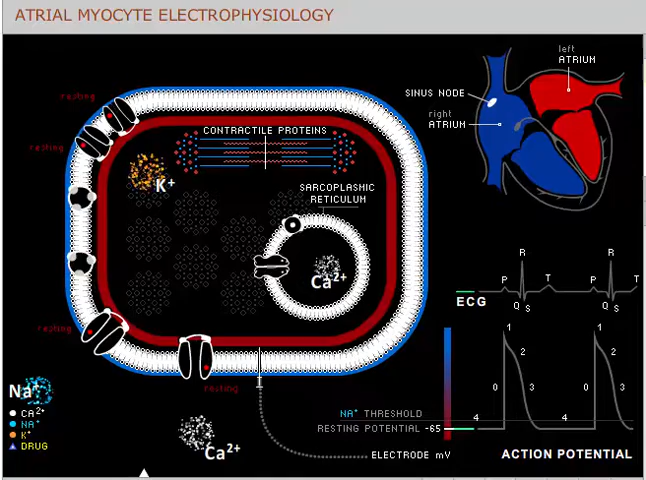 ATRIAL MYOCYTE ELECTROPHYSIOLOGY
left
ATRIUM
SINUS NODE
right
ATRIUM
resting
resting
CONTRACTILE PROTEINS
K+
SARCOPLASMIC
RETICULUM
Ca²⁺
R R
P T P T
Q S Q S
ECG
resting
resting
1 1
2 2
0 3 0 3
4 4
Na⁺
CA²⁺
NA⁺
K⁺
DRUG
Ca²⁺
NA⁺ THRESHOLD
RESTING POTENTIAL -65
ELECTRODE mV
ACTION POTENTIAL